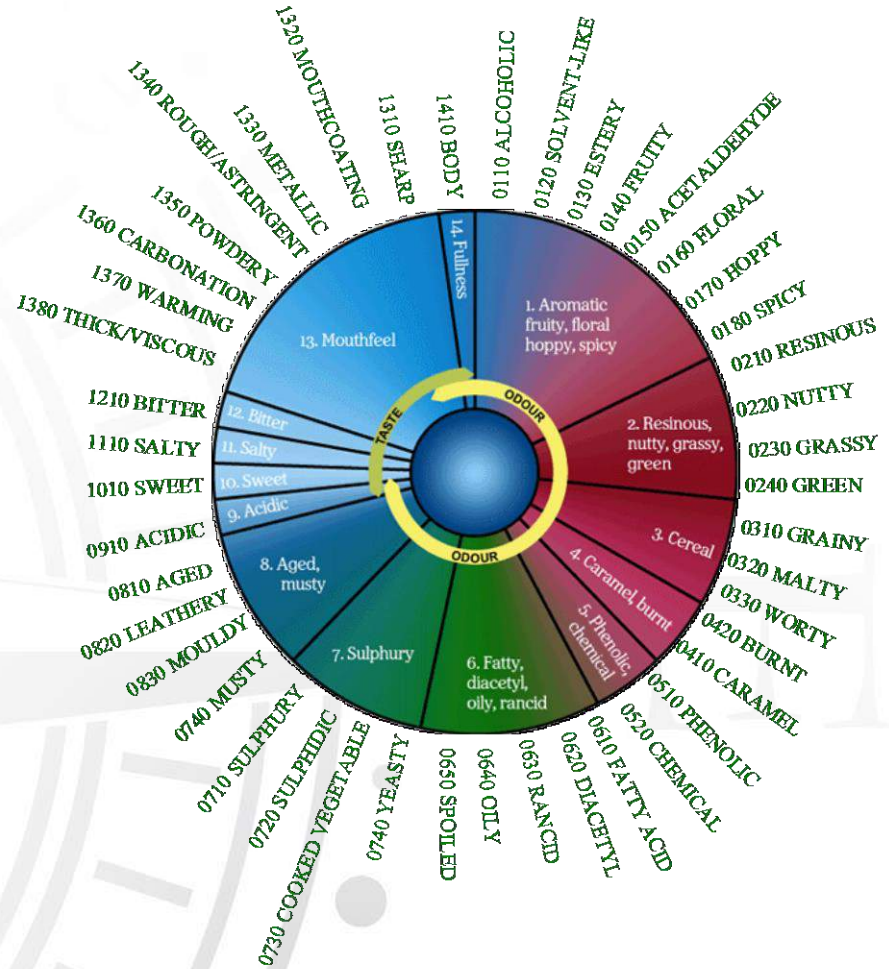 0110 ALCOHOLIC
0120 SOLVENT-LIKE
0130 ESTERY
0140 FRUITY
0150 ACETALDEHYDE
0160 FLORAL
0170 HOPPY
0180 SPICY
0210 RESINOUS
0220 NUTTY
0230 GRASSY
0240 GREEN
0310 GRAINY
0320 MALTY
0330 WORTY
0420 BURNT
0410 CARAMEL
0510 PHENOLIC
0520 CHEMICAL
0610 FATTY ACID
0620 DIACETYL
0630 RANCID
0640 OILY
0650 SPOILED
0740 YEASTY
0730 COOKED VEGETABLE
0720 SULPHIDIC
0710 SULPHURY
0740 MUSTY
0830 MOULDY
0820 LEATHERY
0810 AGED
0910 ACIDIC
1010 SWEET
1110 SALTY
1210 BITTER
1380 THICK/VISCOUS
1370 WARMING
1360 CARBONATION
1350 POWDERY
1340 ROUGH/ASTRINGENT
1330 METALLIC
1320 MOUTHCOATING
1310 SHARP
1410 BODY
1. Aromatic
fruity, floral
hoppy, spicy
2. Resinous,
nutty, grassy,
green
3. Cereal
4. Caramel, burnt
5. Phenolic,
chemical
6. Fatty,
diacetyl,
oily, rancid
7. Sulphury
8. Aged,
musty
9. Acidic
10. Sweet
11. Salty
12. Bitter
13. Mouthfeel
14. Fullness
ODOUR
TASTE
ODOUR